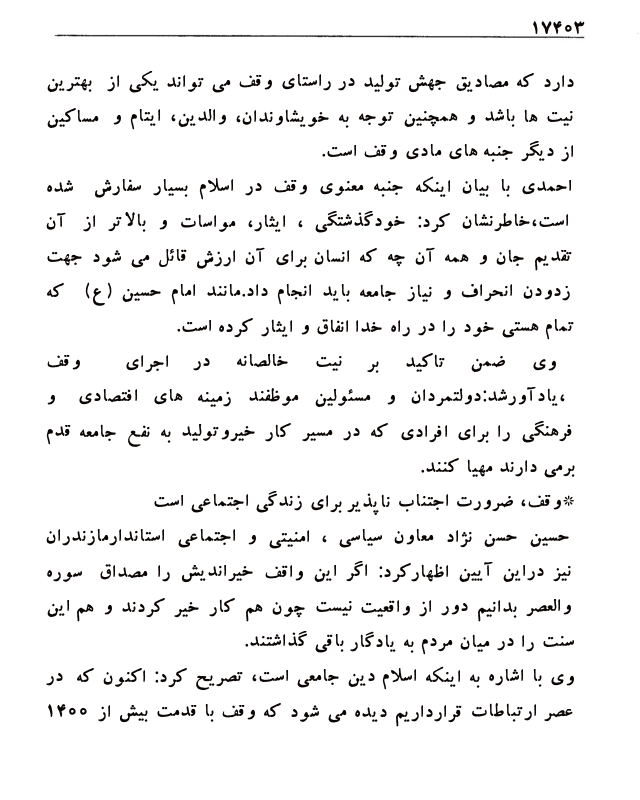 ۱۷۴۰۳
دارد که مصادیق جهش تولید در راستای وقف می تواند یکی از بهترین
نیت ها باشد و همچنین توجه به خویشاوندان، والدین، ایتام و مساکین
از دیگر جنبه های مادی وقف است.
احمدی با بیان اینکه جنبه معنوی وقف در اسلام بسیار سفارش شده
است،خاطرنشان کرد: خودگذشتگی ، ایثار، مواسات و بالاتر از آن
تقدیم جان و همه آن چه که انسان برای آن ارزش قائل می شود جهت
زدودن انحراف و نیاز جامعه باید انجام داد.مانند امام حسین (ع) که
تمام هستی خود را در راه خدا انفاق و ایثار کرده است.
وی ضمن تاکید بر نیت خالصانه در اجرای وقف
،یادآورشد:دولتمردان و مسئولین موظفند زمینه های اقتصادی و
فرهنگی را برای افرادی که در مسیر کار خیروتولید به نفع جامعه قدم
برمی دارند مهیا کنند.
*وقف، ضرورت اجتناب ناپذیر برای زندگی اجتماعی است
حسین حسن نژاد معاون سیاسی ، امنیتی و اجتماعی استاندارمازندران
نیز دراین آیین اظهارکرد: اگر این واقف خیراندیش را مصداق سوره
والعصر بدانیم دور از واقعیت نیست چون هم کار خیر کردند و هم این
سنت را در میان مردم به یادگار باقی گذاشتند.
وی با اشاره به اینکه اسلام دین جامعی است، تصریح کرد: اکنون که در
عصر ارتباطات قرارداریم دیده می شود که وقف با قدمت بیش از ۱۴۰۰